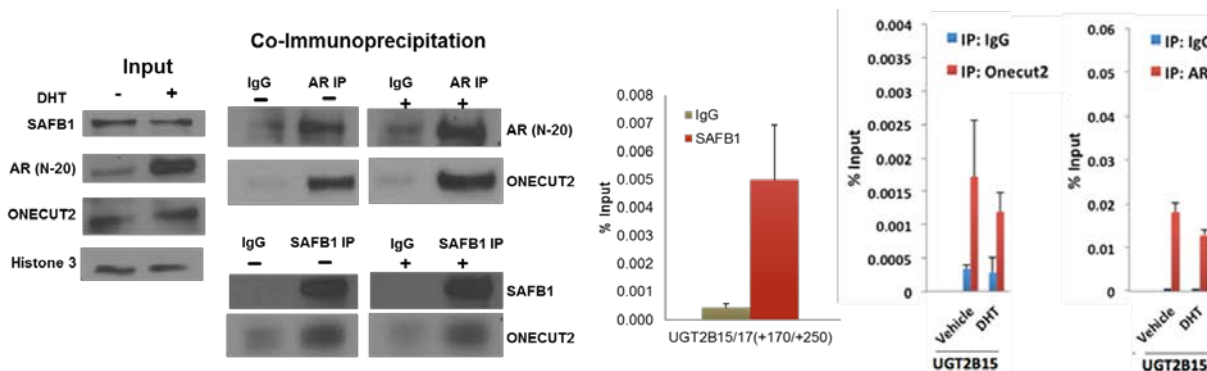 Input
DHT
- +
SAFB1
AR (N-20)
ONECUT2
Histone 3
Co-Immunoprecipitation
IgG AR IP IgG AR IP
− − + +
AR (N-20)
ONECUT2
IgG SAFB1 IP IgG SAFB1 IP
− − + +
SAFB1
ONECUT2
% Input
0.008
0.007
0.006
0.005
0.004
0.003
0.002
0.001
0.000
IgG
SAFB1
UGT2B15/17(+170/+250)
% Input
0.004
0.0035
0.003
0.0025
0.002
0.0015
0.001
0.0005
0
IP: IgG
IP: Onecut2
Vehicle
DHT
UGT2B15
% Input
0.06
0.05
0.04
0.03
0.02
0.01
0
IP: IgG
IP: AR
Vehicle
DHT
UGT2B15